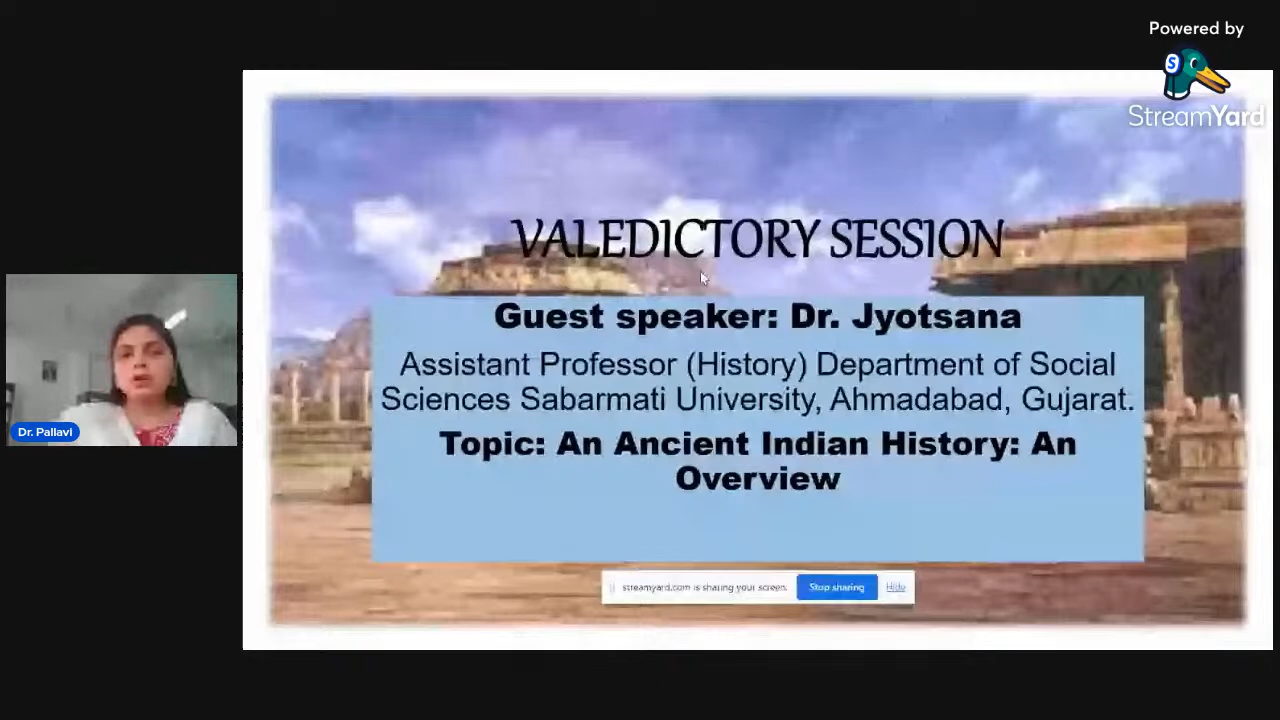 Powered by
StreamYard
VALEDICTORY SESSION
Guest speaker: Dr. Jyotsana
Assistant Professor (History) Department of Social
Sciences Sabarmati University, Ahmadabad, Gujarat.
Topic: An Ancient Indian History: An
Overview
Dr. Pallavi
streamyard.com is sharing your screen. Stop sharing Hide